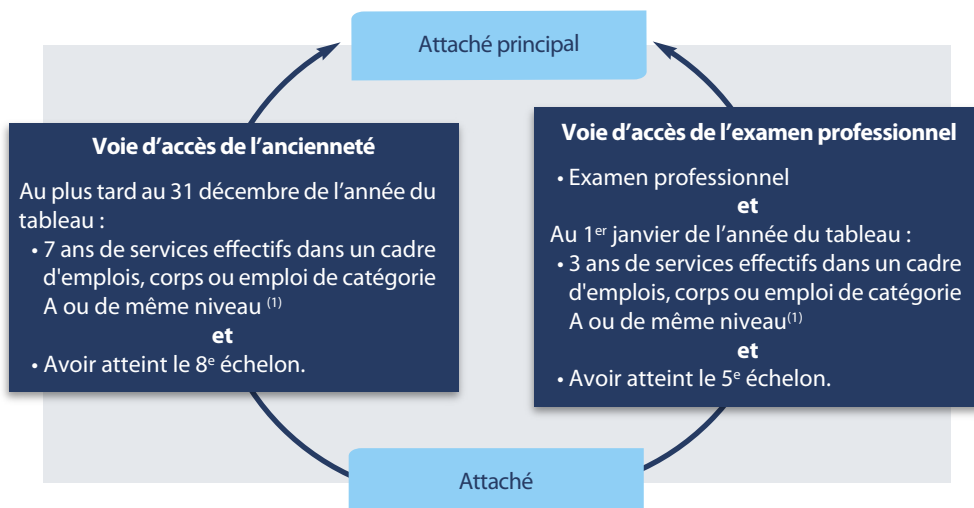 Attaché principal
Voie d'accès de l'ancienneté
Au plus tard au 31 décembre de l'année du
tableau :
• 7 ans de services effectifs dans un cadre
d'emplois, corps ou emploi de catégorie
A ou de même niveau (1)
et
• Avoir atteint le 8e échelon.
Voie d'accès de l'examen professionnel
• Examen professionnel
et
Au 1er janvier de l'année du tableau :
• 3 ans de services effectifs dans un cadre
d'emplois, corps ou emploi de catégorie
A ou de même niveau(1)
et
• Avoir atteint le 5e échelon.
Attaché